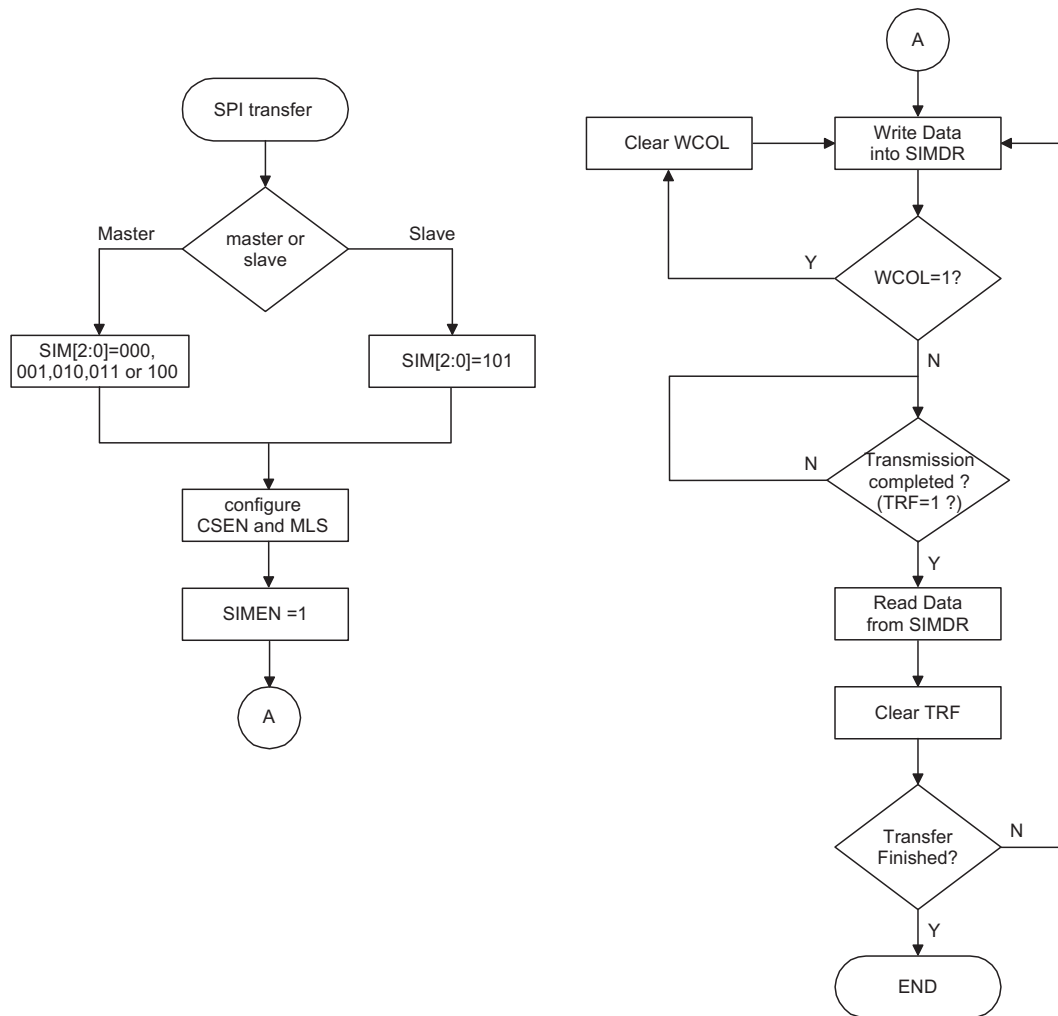 SPI transfer
master or
slave
Master
Slave
SIM[2:0]=000,
001,010,011 or 100
SIM[2:0]=101
configure
CSEN and MLS
SIMEN =1
A
A
Clear WCOL
Write Data
into SIMDR
WCOL=1?
Y
N
Transmission
completed ?
(TRF=1 ?)
N
Y
Read Data
from SIMDR
Clear TRF
Transfer
Finished?
N
Y
END